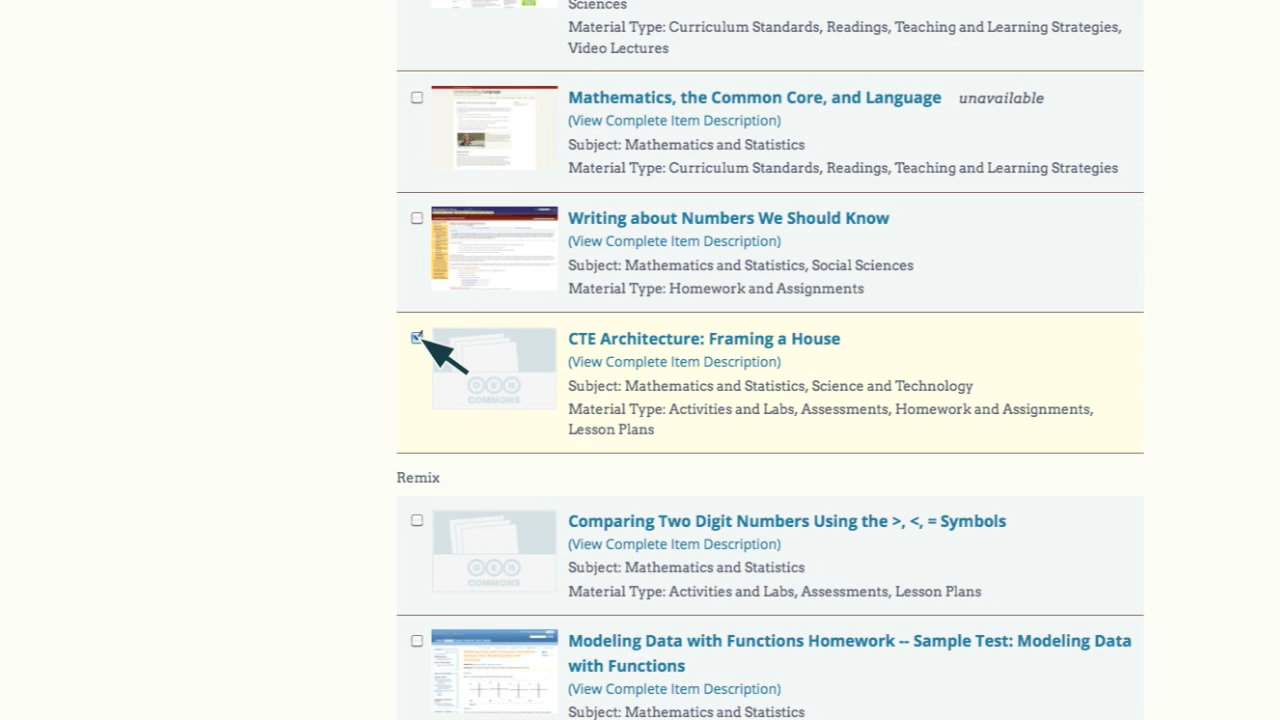 Sciences
Material Type: Curriculum Standards, Readings, Teaching and Learning Strategies,
Video Lectures
Mathematics, the Common Core, and Language unavailable
(View Complete Item Description)
Subject: Mathematics and Statistics
Material Type: Curriculum Standards, Readings, Teaching and Learning Strategies
Writing about Numbers We Should Know
(View Complete Item Description)
Subject: Mathematics and Statistics, Social Sciences
Material Type: Homework and Assignments
CTE Architecture: Framing a House
(View Complete Item Description)
Subject: Mathematics and Statistics, Science and Technology
Material Type: Activities and Labs, Assessments, Homework and Assignments,
Lesson Plans
OER
COMMONS
Remix
Comparing Two Digit Numbers Using the >, <, = Symbols
(View Complete Item Description)
Subject: Mathematics and Statistics
Material Type: Activities and Labs, Assessments, Lesson Plans
OER
COMMONS
Modeling Data with Functions Homework -- Sample Test: Modeling Data
with Functions
(View Complete Item Description)
Subject: Mathematics and Statistics